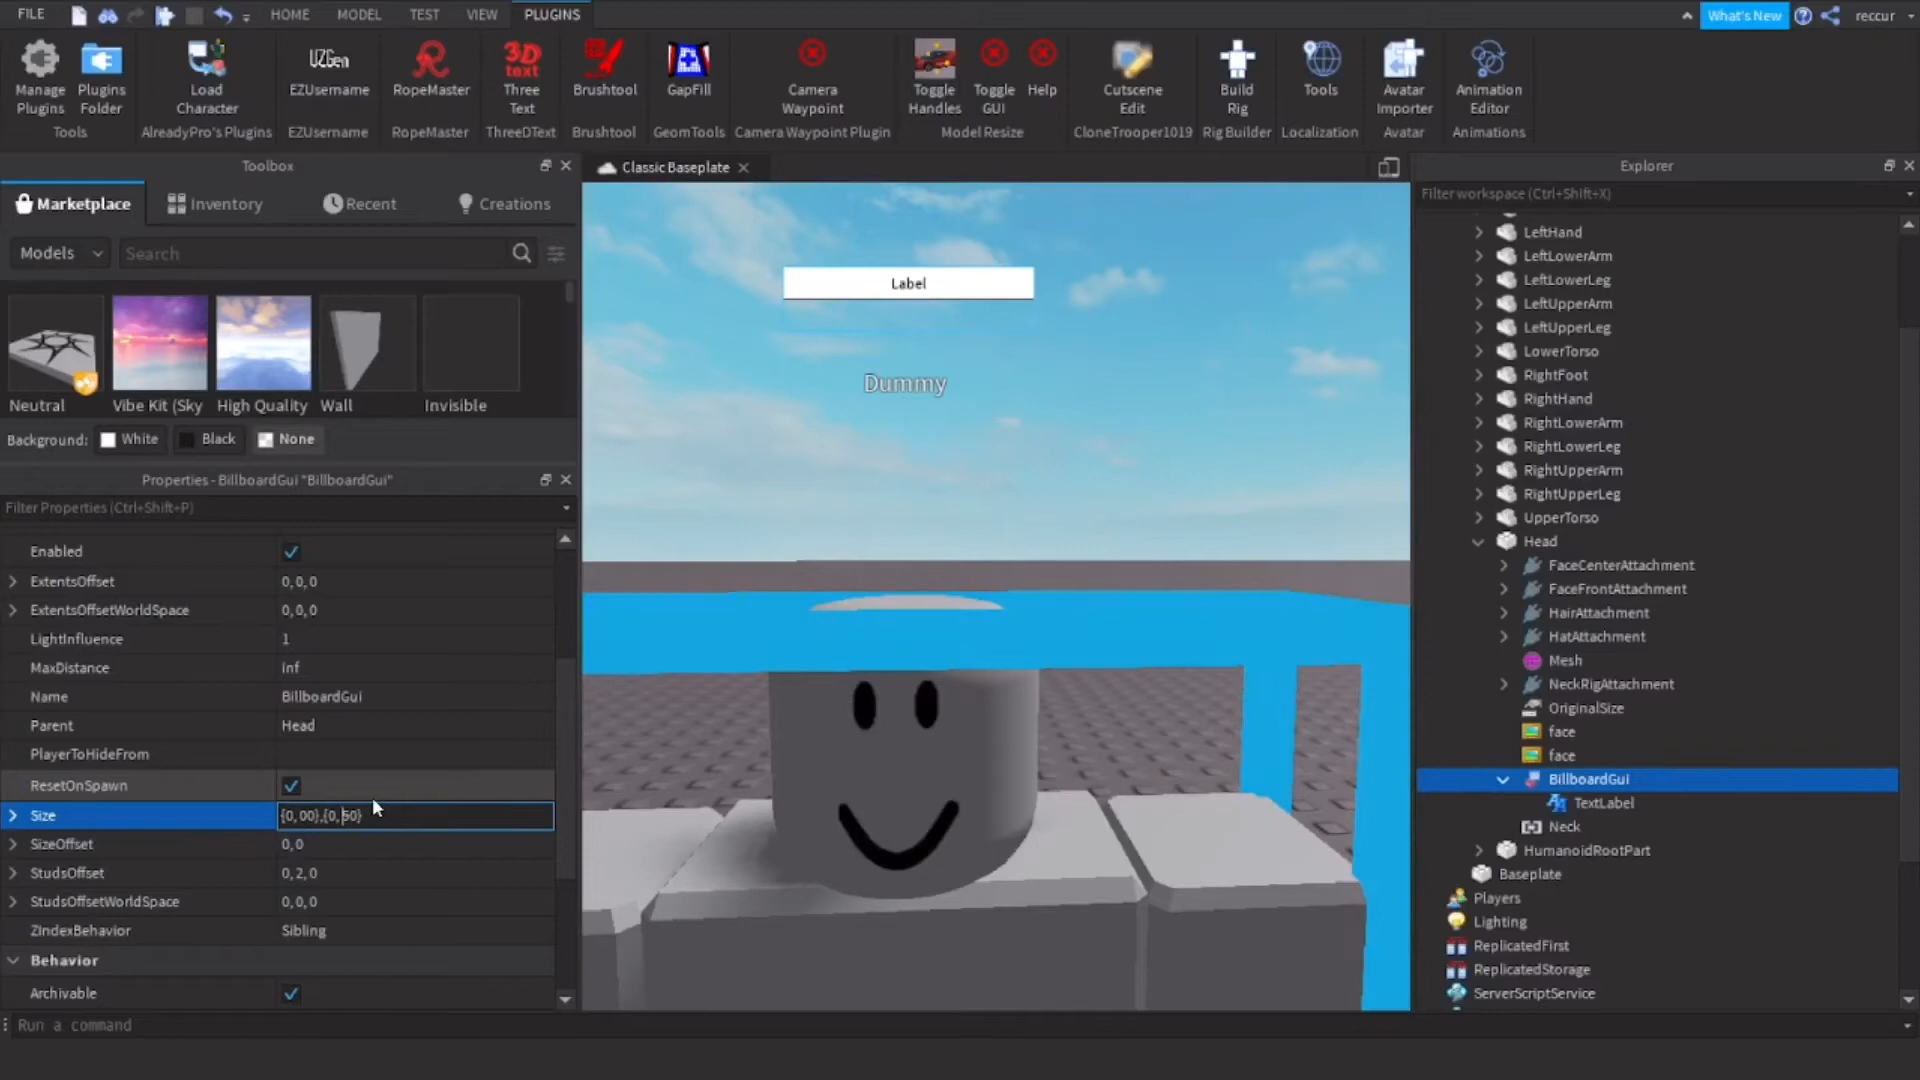 FILE HOME MODEL TEST VIEW PLUGINS What's New reccur
UZGen 3D text
Manage Plugins Plugins Folder Load Character EZUsername RopeMaster Three Text Brushtool GapFill Camera Waypoint Toggle Handles Toggle GUI Help Cutscene Edit Build Rig Tools Avatar Importer Animation Editor
Tools AlreadyPro's Plugins EZUsername RopeMaster ThreeDText Brushtool GeomTools Camera Waypoint Plugin Model Resize CloneTrooper1019 Rig Builder Localization Avatar Animations
Toolbox
Marketplace Inventory Recent Creations
Models Search
Neutral Vibe Kit (Sky High Quality Wall Invisible
Background: White Black None
Properties - BillboardGui "BillboardGui"
Filter Properties (Ctrl+Shift+P)
Enabled
ExtentsOffset 0, 0, 0
ExtentsOffsetWorldSpace 0, 0, 0
LightInfluence 1
MaxDistance inf
Name BillboardGui
Parent Head
PlayerToHideFrom
ResetOnSpawn
Size {0, 00},{0, 50}
SizeOffset 0, 0
StudsOffset 0, 2, 0
StudsOffsetWorldSpace 0, 0, 0
ZIndexBehavior Sibling
Behavior
Archivable
Run a command
Classic Baseplate
Label
Dummy
Explorer
Filter workspace (Ctrl+Shift+X)
LeftHand
LeftLowerArm
LeftLowerLeg
LeftUpperArm
LeftUpperLeg
LowerTorso
RightFoot
RightHand
RightLowerArm
RightLowerLeg
RightUpperArm
RightUpperLeg
UpperTorso
Head
FaceCenterAttachment
FaceFrontAttachment
HairAttachment
HatAttachment
Mesh
NeckRigAttachment
OriginalSize
face
face
BillboardGui
TextLabel
Neck
HumanoidRootPart
Baseplate
Players
Lighting
ReplicatedFirst
ReplicatedStorage
ServerScriptService